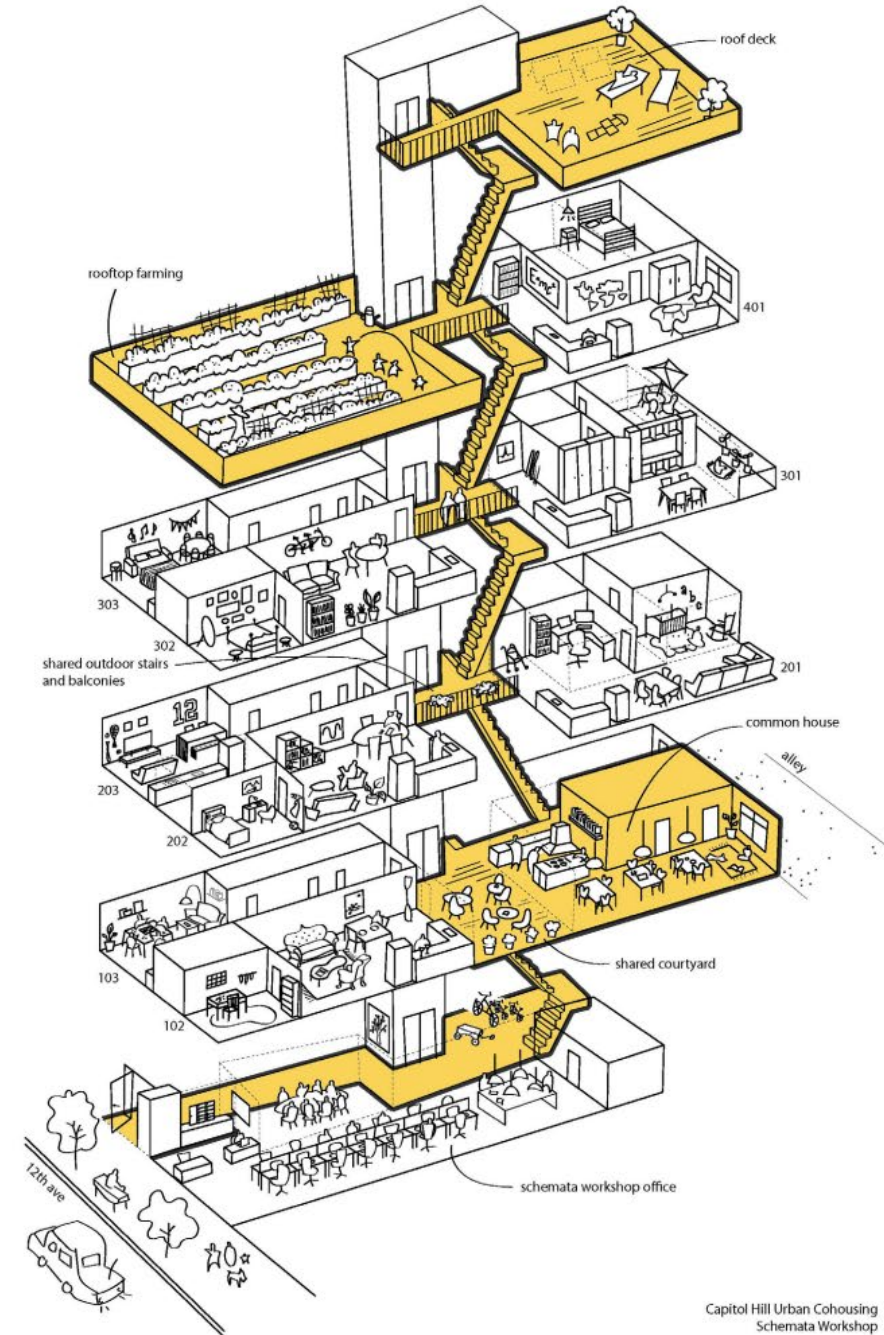 roof deck
rooftop farming
E=mc²
401
301
303
302
shared outdoor stairs
and balconies
a b c
201
12
common house
203
alley
202
103
shared courtyard
102
schemata workshop office
12th ave
Capitol Hill Urban Cohousing
Schemata Workshop